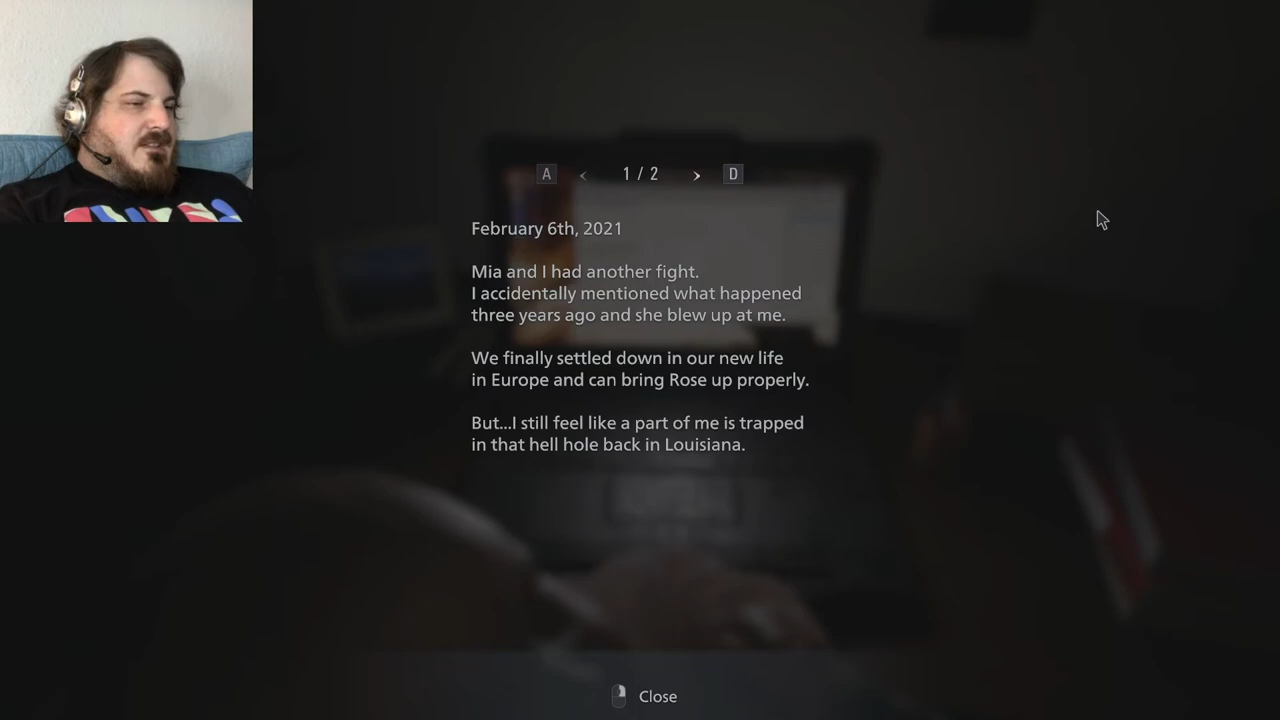 A < 1 / 2 > D
February 6th, 2021
Mia and I had another fight.
I accidentally mentioned what happened
three years ago and she blew up at me.
We finally settled down in our new life
in Europe and can bring Rose up properly.
But...I still feel like a part of me is trapped
in that hell hole back in Louisiana.
Close